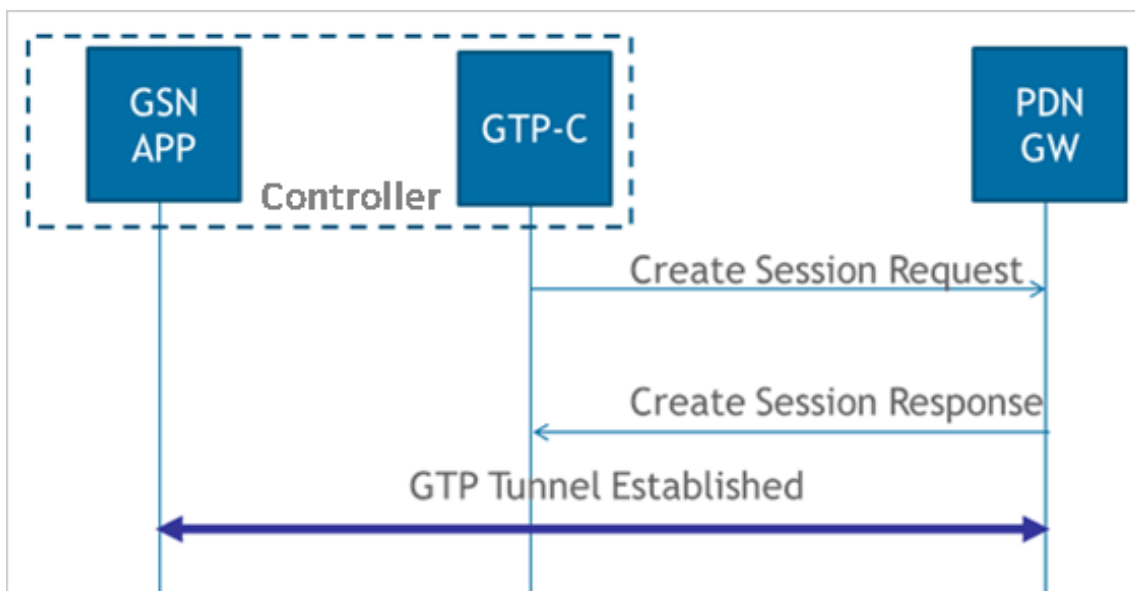 GSN
APP
GTP-C
PDN
GW
Controller
Create Session Request
Create Session Response
GTP Tunnel Established